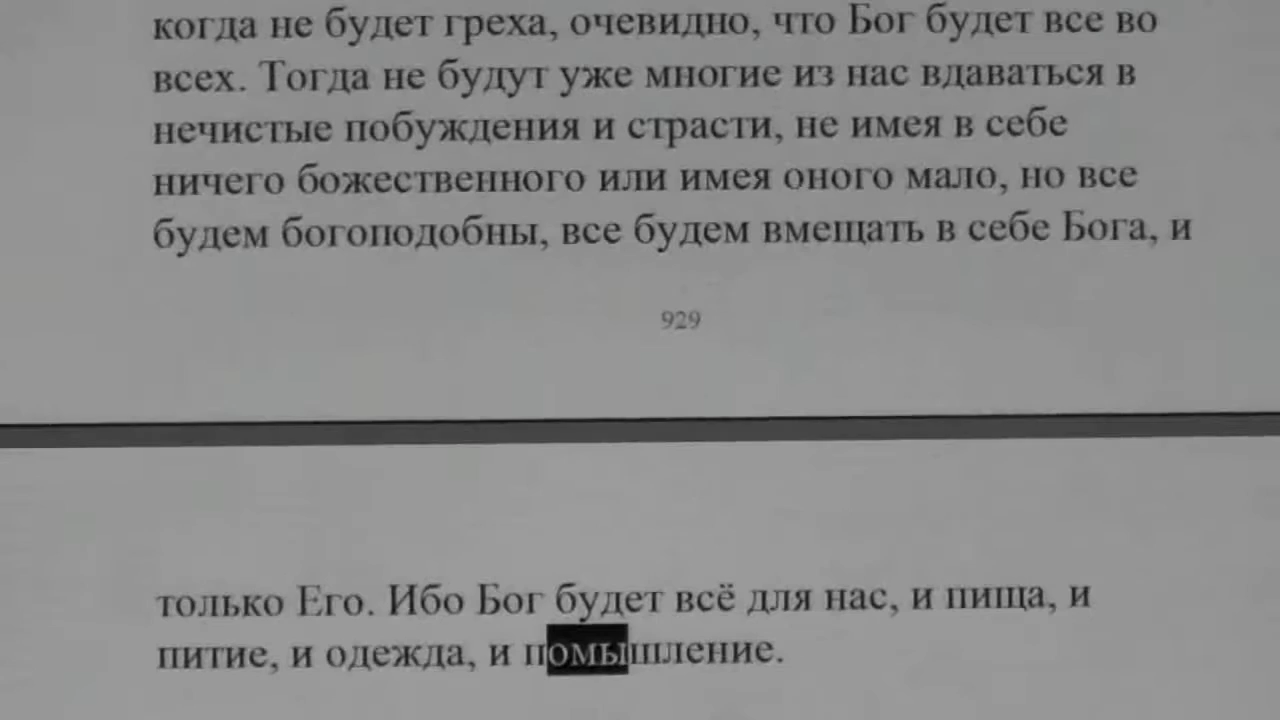 когда не будет греха, очевидно, что Бог будет все во
всех. Тогда не будут уже многие из нас вдаваться в
нечистые побуждения и страсти, не имея в себе
ничего божественного или имея оного мало, но все
будем богоподобны, все будем вмещать в себе Бога, и
929
только Его. Ибо Бог будет всё для нас, и пища, и
питие, и одежда, и помышление.